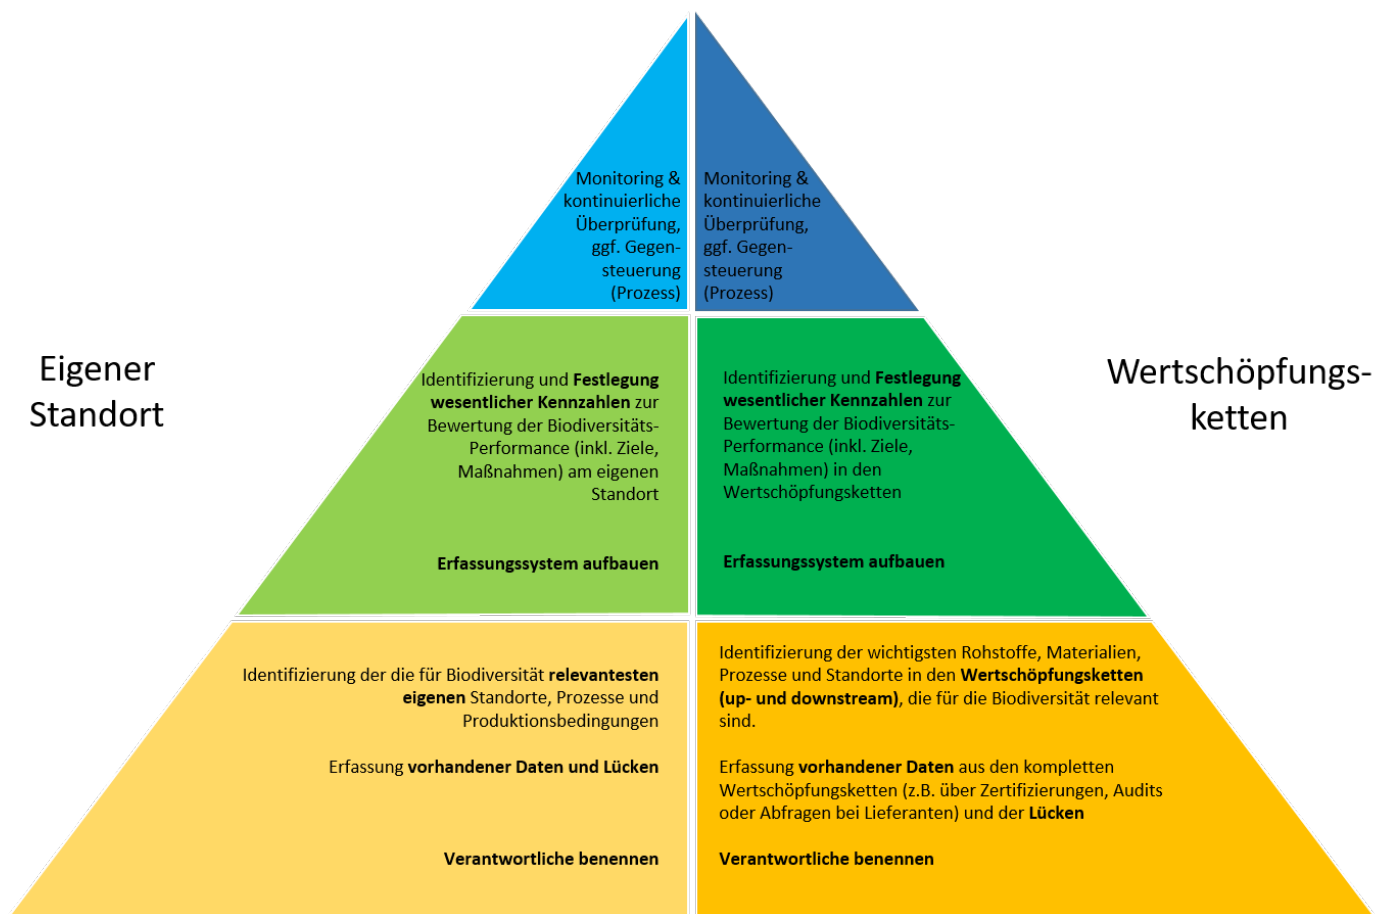 Monitoring &
kontinuierliche
Überprüfung,
ggf. Gegen-
steuerung
(Prozess)
Monitoring &
kontinuierliche
Überprüfung,
ggf. Gegen-
steuerung
(Prozess)
Eigener
Standort
Identifizierung und Festlegung
wesentlicher Kennzahlen zur
Bewertung der Biodiversitäts-
Performance (inkl. Ziele,
Maßnahmen) am eigenen
Standort
Erfassungssystem aufbauen
Identifizierung und Festlegung
wesentlicher Kennzahlen zur
Bewertung der Biodiversitäts-
Performance (inkl. Ziele,
Maßnahmen) in den
Wertschöpfungsketten
Erfassungssystem aufbauen
Wertschöpfungs-
ketten
Identifizierung der die für Biodiversität relevantesten
eigenen Standorte, Prozesse und
Produktionsbedingungen
Erfassung vorhandener Daten und Lücken
Verantwortliche benennen
Identifizierung der wichtigsten Rohstoffe, Materialien,
Prozesse und Standorte in den Wertschöpfungsketten
(up- und downstream), die für die Biodiversität relevant
sind.
Erfassung vorhandener Daten aus den kompletten
Wertschöpfungsketten (z.B. über Zertifizierungen, Audits
oder Abfragen bei Lieferanten) und der Lücken
Verantwortliche benennen